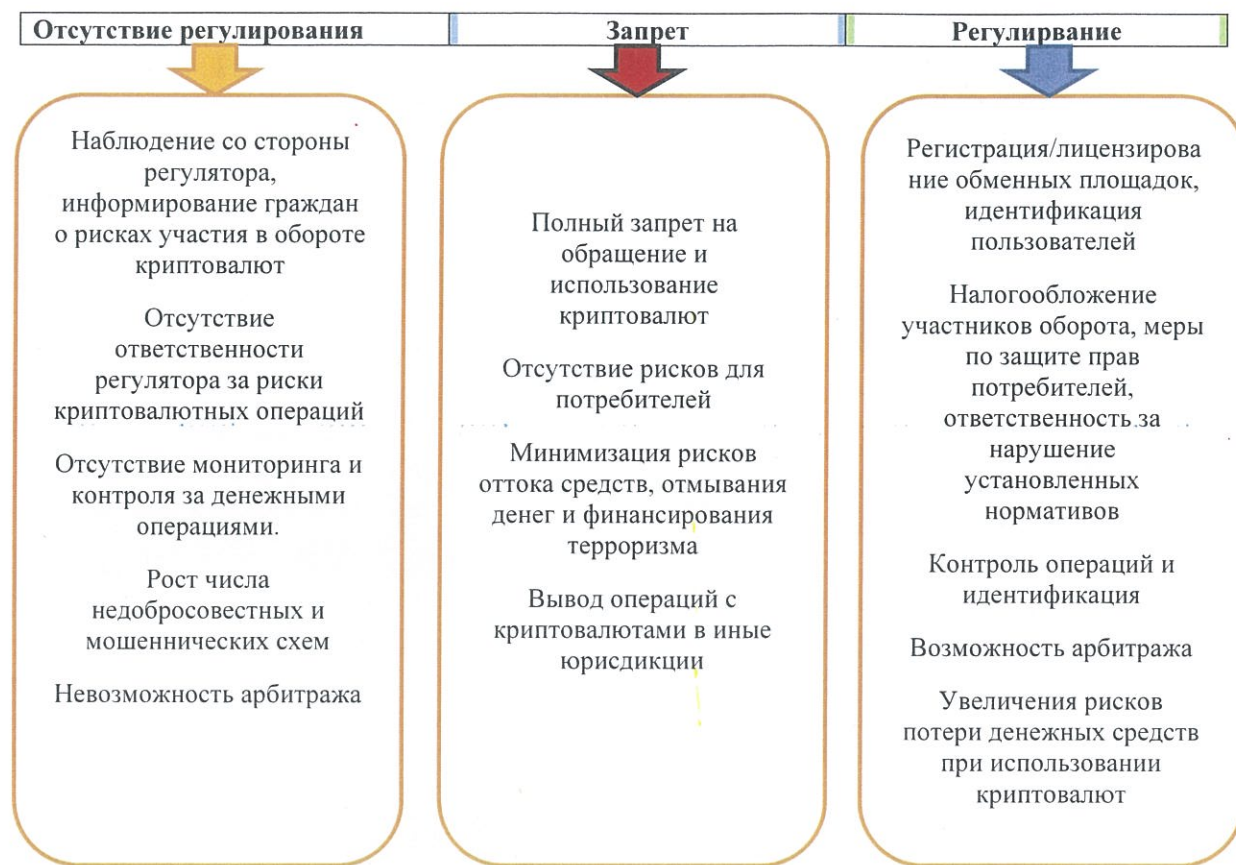 Отсутствие регулирования
Запрет
Регулирвание
Наблюдение со стороны
регулятора,
информирование граждан
о рисках участия в обороте
криптовалют
Отсутствие
ответственности
регулятора за риски
криптовалютных операций
Отсутствие мониторинга и
контроля за денежными
операциями.
Рост числа
недобросовестных и
мошеннических схем
Невозможность арбитража
Полный запрет на
обращение и
использование
криптовалют
Отсутствие рисков для
потребителей
Минимизация рисков
оттока средств, отмывания
денег и финансирования
терроризма
Вывод операций с
криптовалютами в иные
юрисдикции
Регистрация/лицензирова
ние обменных площадок,
идентификация
пользователей
Налогообложение
участников оборота, меры
по защите прав
потребителей,
ответственность за
нарушение
установленных
нормативов
Контроль операций и
идентификация
Возможность арбитража
Увеличения рисков
потери денежных средств
при использовании
криптовалют